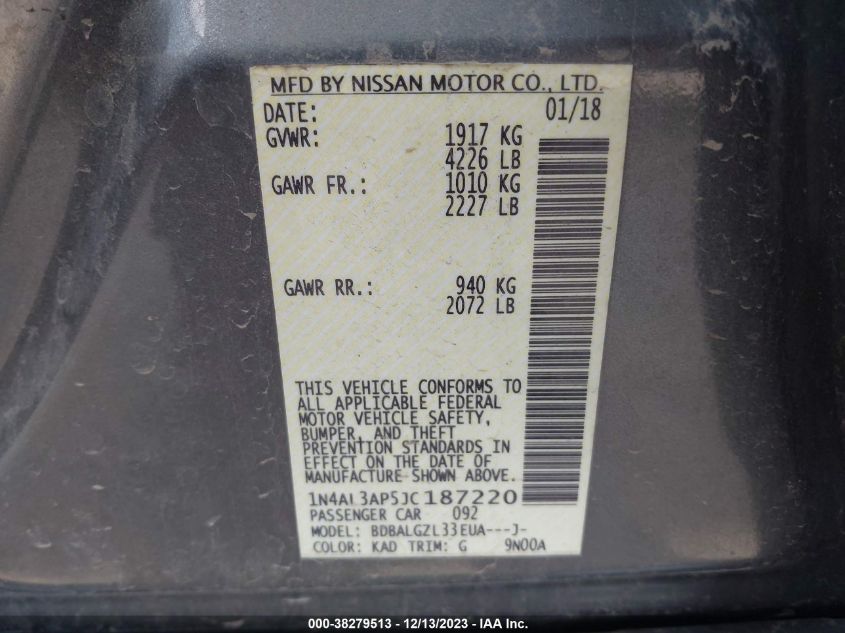 MFD BY NISSAN MOTOR CO., LTD.
DATE: 01/18
GVWR: 1917 KG
4226 LB
GAWR FR.: 1010 KG
2227 LB
GAWR RR.: 940 KG
2072 LB
THIS VEHICLE CONFORMS TO
ALL APPLICABLE FEDERAL
MOTOR VEHICLE SAFETY,
BUMPER, AND THEFT
PREVENTION STANDARDS IN
EFFECT ON THE DATE OF
MANUFACTURE SHOWN ABOVE.
1N4AL3AP5JC187220
PASSENGER CAR 092
MODEL: BDBALGZL33EUA---J-
COLOR: KAD TRIM: G 9N00A
000-38279513 - 12/13/2023 - IAA Inc.